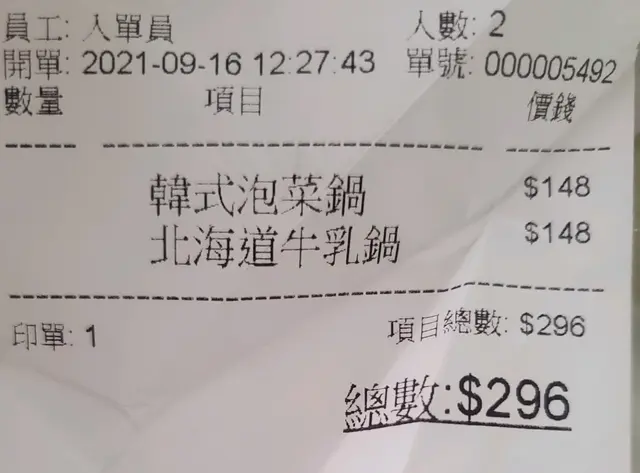 員工: 入單員 人數: 2
開單: 2021-09-16 12:27:43 單號: 000005492
數量 項目 價錢
韓式泡菜鍋 $148
北海道牛乳鍋 $148
印單: 1 項目總數: $296
總數:$296